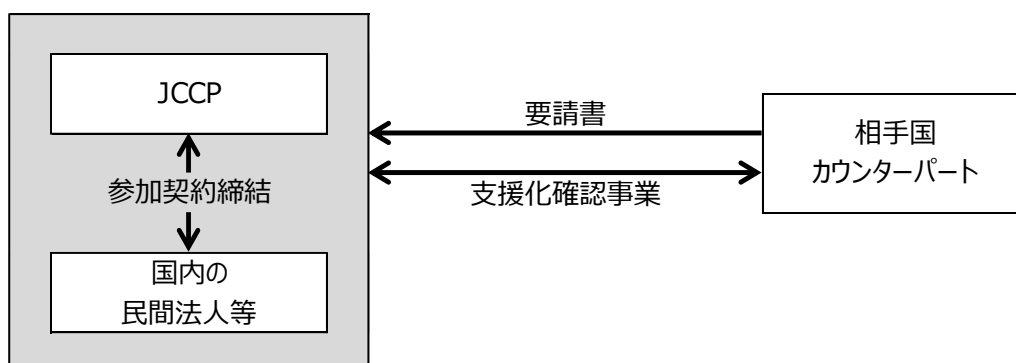 JCCP
参加契約締結
国内の
民間法人等
要請書
支援化確認事業
相手国
カウンターパート